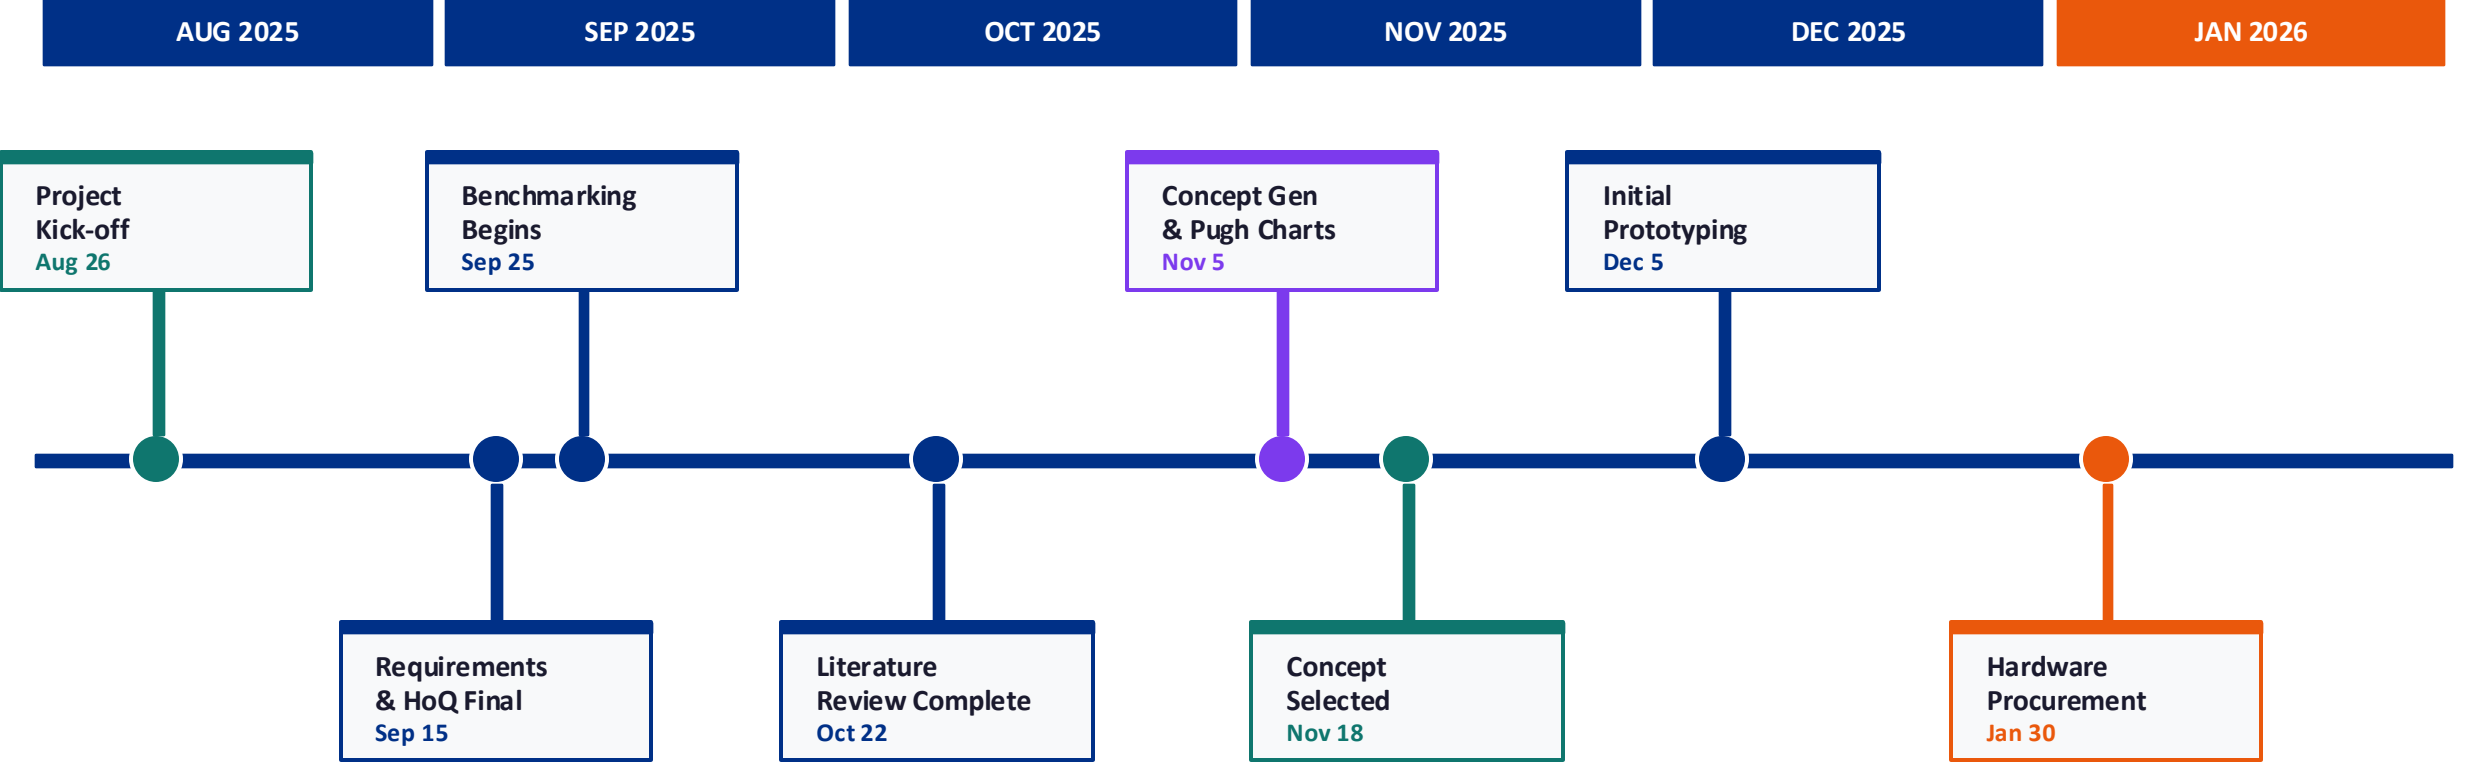 AUG 2025
SEP 2025
OCT 2025
NOV 2025
DEC 2025
JAN 2026
Project
Kick-off
Aug 26
Benchmarking
Begins
Sep 25
Concept Gen
& Pugh Charts
Nov 5
Initial
Prototyping
Dec 5
Requirements
& HoQ Final
Sep 15
Literature
Review Complete
Oct 22
Concept
Selected
Nov 18
Hardware
Procurement
Jan 30